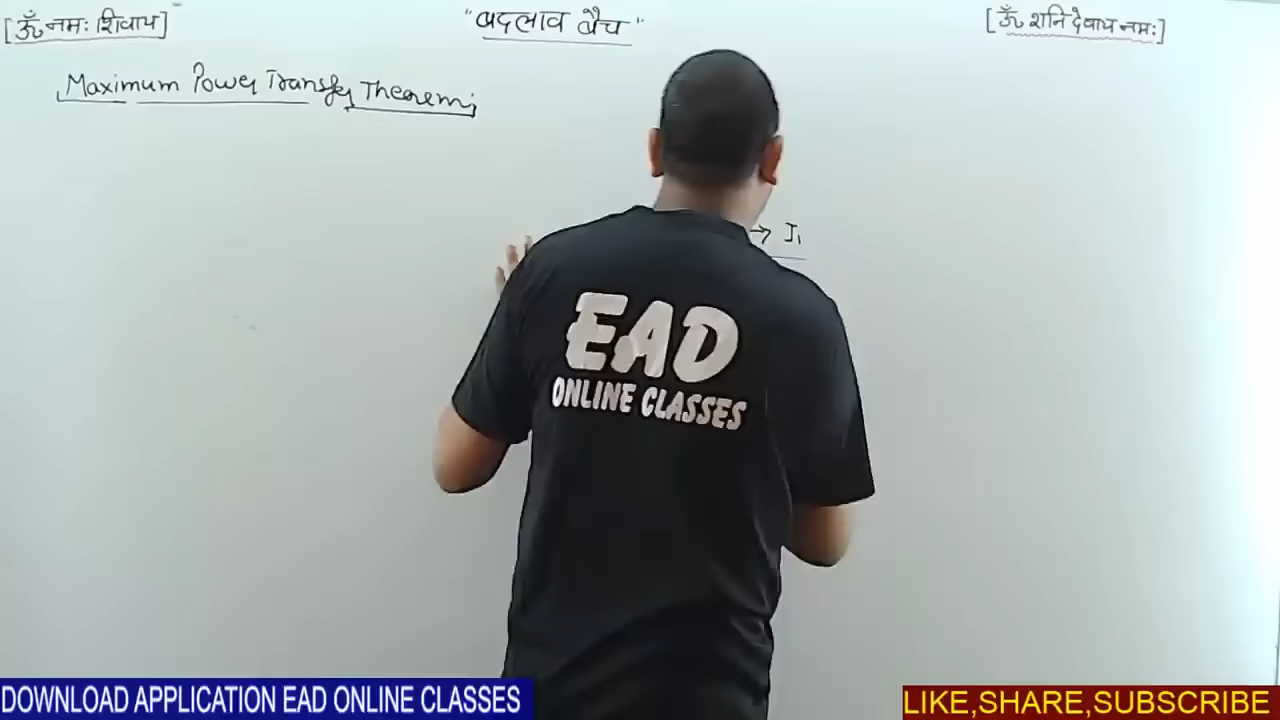 [ॐ नमः शिवाय]
"बदलाव बैच"
[ॐ शनि देवाय नमः]
Maximum Power Transfer Theorem;
→ I₁
EAD
ONLINE CLASSES
DOWNLOAD APPLICATION EAD ONLINE CLASSES
LIKE,SHARE,SUBSCRIBE